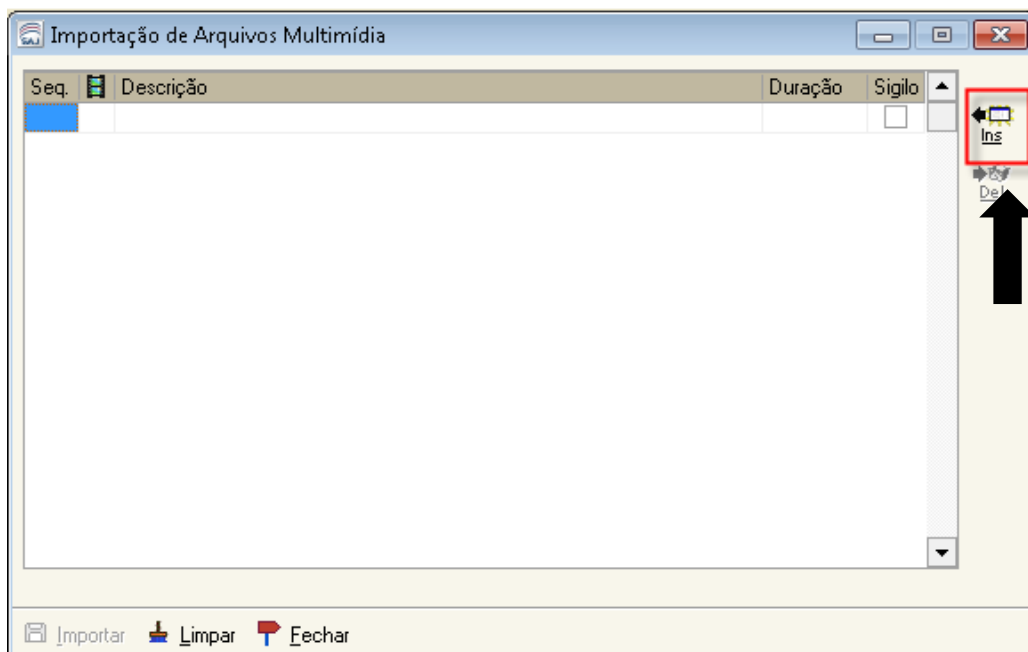 Importação de Arquivos Multimídia
Seq. Descrição Duração Sigilo
Ins
Del
Importar Limpar Fechar